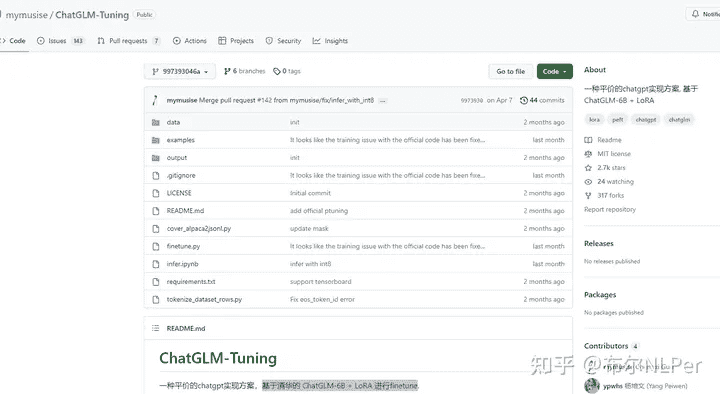 mymusise / ChatGLM-Tuning Public
Notific
Code Issues 143 Pull requests 7 Actions Projects Security Insights
997393046a 6 branches 0 tags Go to file Code
mymusise Merge pull request #142 from mymusise/fix/infer_with_int8 ... 9973930 on Apr 7 44 commits
data init 2 months ago
examples It looks like the training issue with the official code has been fixe... last month
output init 2 months ago
.gitignore It looks like the training issue with the official code has been fixe... last month
LICENSE Initial commit 2 months ago
README.md add official ptuning 2 months ago
cover_alpaca2jsonl.py update mask 2 months ago
finetune.py It looks like the training issue with the official code has been fixe... last month
infer.ipynb infer with int8 last month
requirements.txt support tensorboard 2 months ago
tokenize_dataset_rows.py Fix eos_token_id error 2 months ago
README.md
ChatGLM-Tuning
一种平价的chatgpt实现方案，基于清华的 ChatGLM-6B + LoRA 进行finetune.
About
一种平价的chatgpt实现方案, 基于
ChatGLM-6B + LoRA
lora peft chatgpt chatglm
Readme
MIT license
2.7k stars
24 watching
317 forks
Report repository
Releases
No releases published
Packages
No packages published
Contributors 4
ypwhs 杨培文 (Yang Peiwen)
知乎 @布尔NLPer